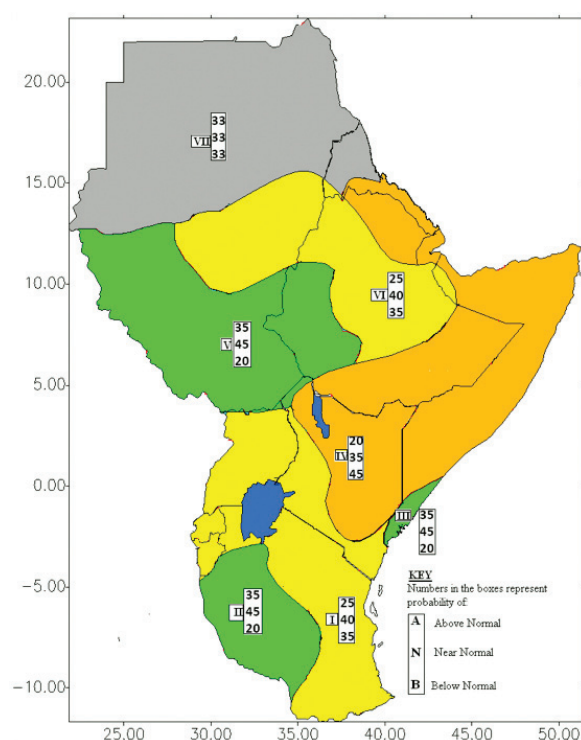 20.00
15.00
10.00
5.00
0.00
−5.00
−10.00
25.00 30.00 35.00 40.00 45.00 50.00
VII
33
33
33
VI
25
40
35
V
35
45
20
IV
20
35
45
III
35
45
20
II
35
45
20
I
25
40
35
KEY
Numbers in the boxes represent
probability of:
A Above Normal
N Near Normal
B Below Normal